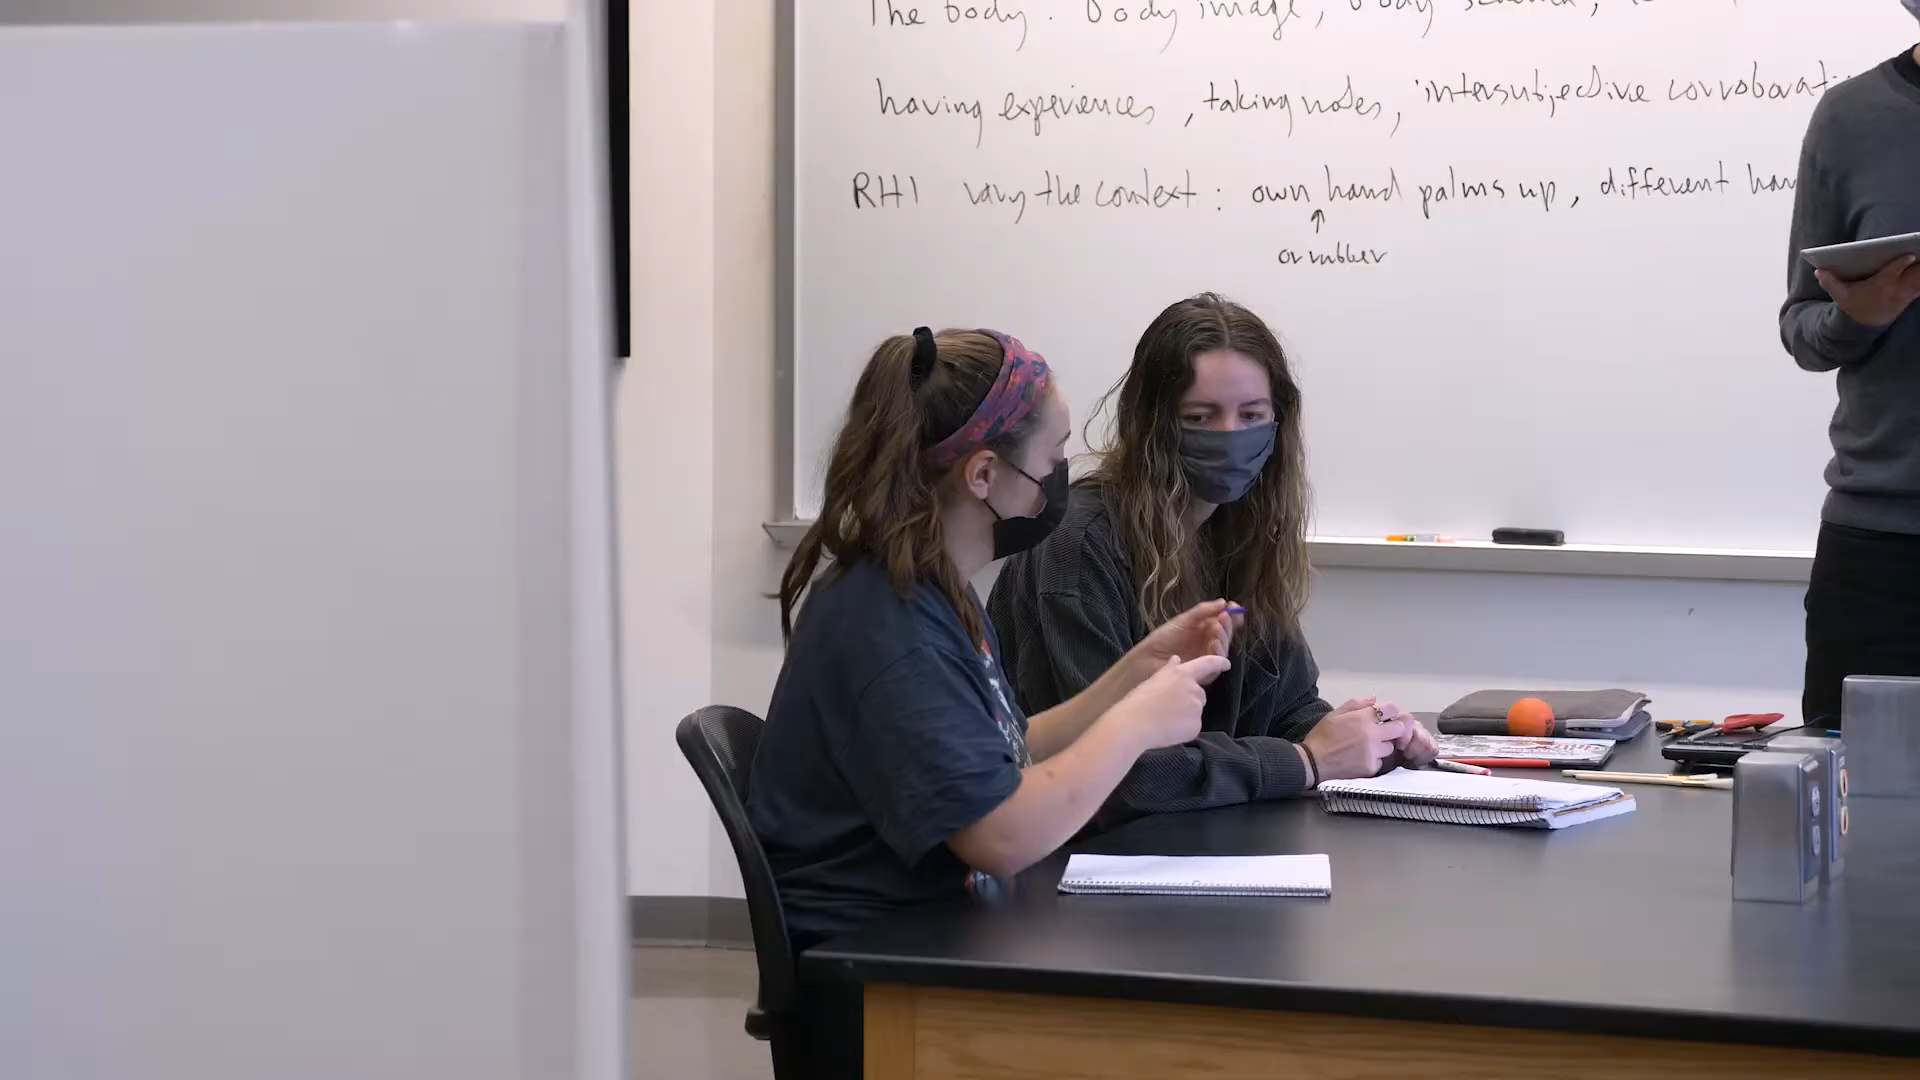 The body. Body image, body schema,
having experiences, taking notes, intersubjective corroborati
RHI vary the context: own hand palms up, different han
↑
or rubber